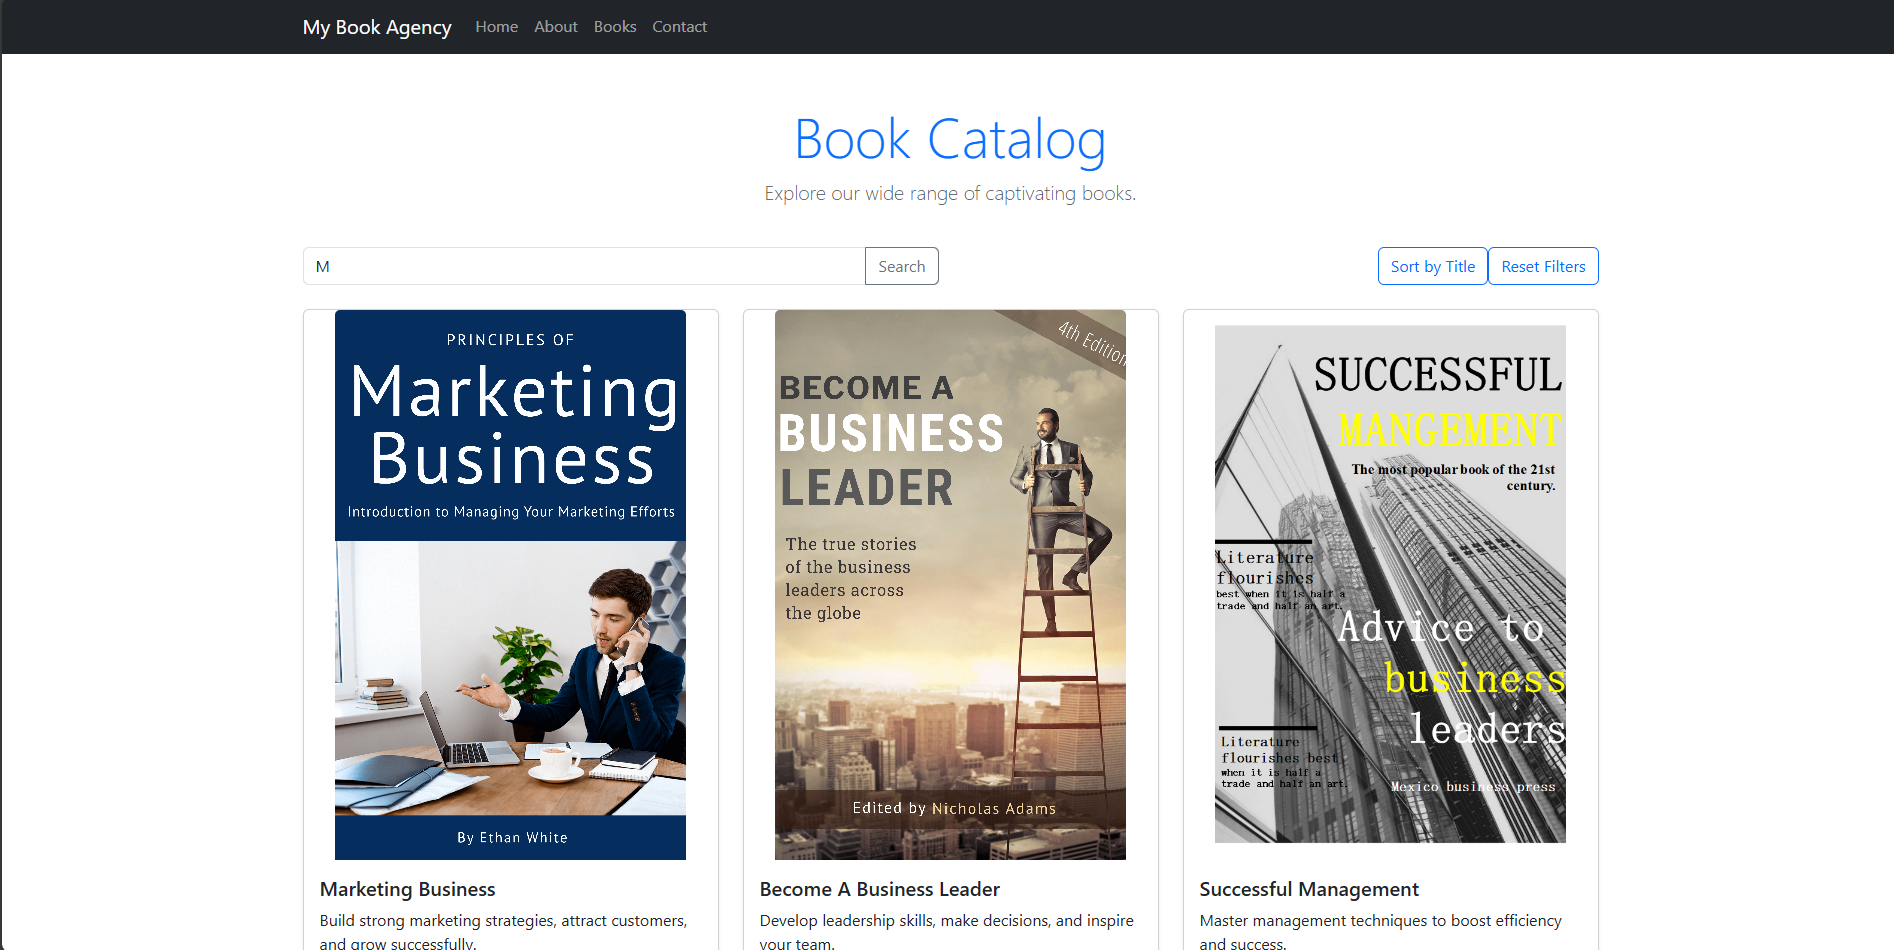 My Book Agency Home About Books Contact
Book Catalog
Explore our wide range of captivating books.
M Search Sort by Title Reset Filters
PRINCIPLES OF
Marketing
Business
Introduction to Managing Your Marketing Efforts
By Ethan White
Marketing Business
Build strong marketing strategies, attract customers,
and grow successfully.
4th Edition
BECOME A
BUSINESS
LEADER
The true stories
of the business
leaders across
the globe
Edited by Nicholas Adams
Become A Business Leader
Develop leadership skills, make decisions, and inspire
your team.
SUCCESSFUL
MANGEMENT
The most popular book of the 21st
century.
Literature
flourishes
best when it is half a
trade and half an art.
Advice to
business
leaders
Literature
flourishes best
when it is half a
trade and half an art.
Mexico business press
Successful Management
Master management techniques to boost efficiency
and success.